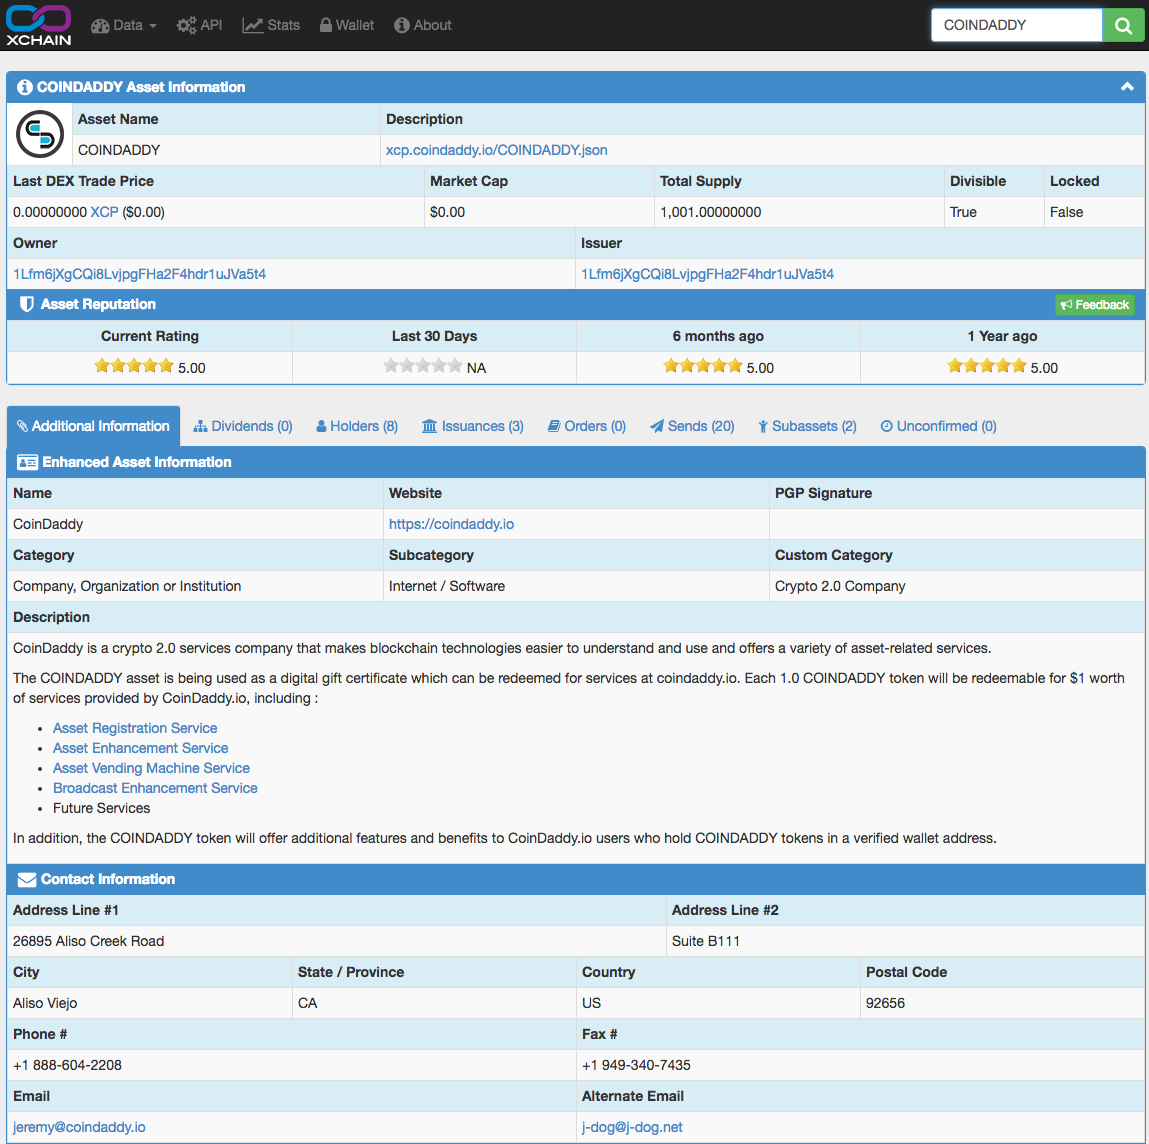 XCHAIN Data API Stats Wallet About COINDADDY
COINDADDY Asset Information
Asset Name Description
COINDADDY xcp.coindaddy.io/COINDADDY.json
Last DEX Trade Price Market Cap Total Supply Divisible Locked
0.00000000 XCP ($0.00) $0.00 1,001.00000000 True False
Owner Issuer
1Lfm6jXgCQi8LvjpgFHa2F4hdr1uJVa5t4 1Lfm6jXgCQi8LvjpgFHa2F4hdr1uJVa5t4
Asset Reputation Feedback
Current Rating Last 30 Days 6 months ago 1 Year ago
5.00 NA 5.00 5.00
Additional Information Dividends (0) Holders (8) Issuances (3) Orders (0) Sends (20) Subassets (2) Unconfirmed (0)
Enhanced Asset Information
Name Website PGP Signature
CoinDaddy https://coindaddy.io
Category Subcategory Custom Category
Company, Organization or Institution Internet / Software Crypto 2.0 Company
Description
CoinDaddy is a crypto 2.0 services company that makes blockchain technologies easier to understand and use and offers a variety of asset-related services.
The COINDADDY asset is being used as a digital gift certificate which can be redeemed for services at coindaddy.io. Each 1.0 COINDADDY token will be redeemable for $1 worth
of services provided by CoinDaddy.io, including :
• Asset Registration Service
• Asset Enhancement Service
• Asset Vending Machine Service
• Broadcast Enhancement Service
• Future Services
In addition, the COINDADDY token will offer additional features and benefits to CoinDaddy.io users who hold COINDADDY tokens in a verified wallet address.
Contact Information
Address Line #1 Address Line #2
26895 Aliso Creek Road Suite B111
City State / Province Country Postal Code
Aliso Viejo CA US 92656
Phone # Fax #
+1 888-604-2208 +1 949-340-7435
Email Alternate Email
jeremy@coindaddy.io j-dog@j-dog.net